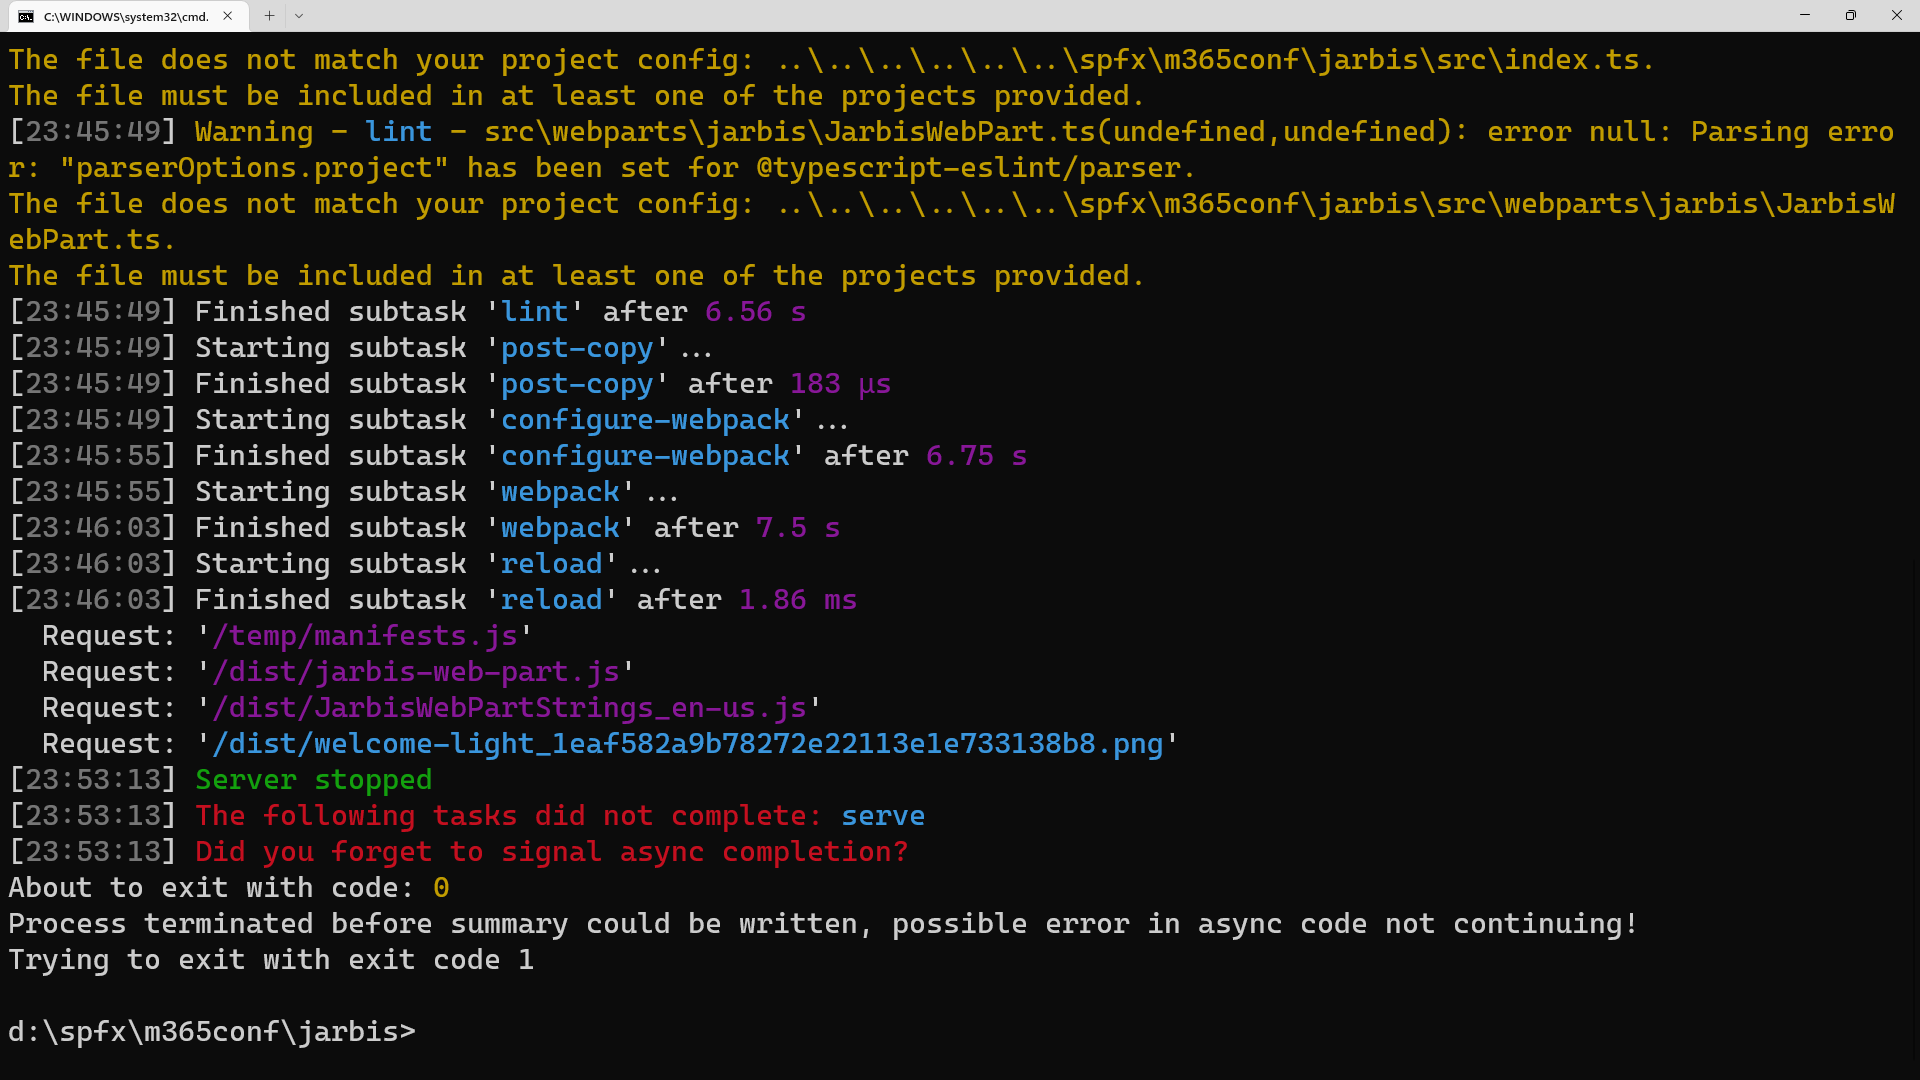 C:\WINDOWS\system32\cmd.
The file does not match your project config: ..\..\..\..\..\..\spfx\m365conf\jarbis\src\index.ts.
The file must be included in at least one of the projects provided.
[23:45:49] Warning - lint - src\webparts\jarbis\JarbisWebPart.ts(undefined,undefined): error null: Parsing erro
r: "parserOptions.project" has been set for @typescript-eslint/parser.
The file does not match your project config: ..\..\..\..\..\..\spfx\m365conf\jarbis\src\webparts\jarbis\JarbisW
ebPart.ts.
The file must be included in at least one of the projects provided.
[23:45:49] Finished subtask 'lint' after 6.56 s
[23:45:49] Starting subtask 'post-copy'...
[23:45:49] Finished subtask 'post-copy' after 183 μs
[23:45:49] Starting subtask 'configure-webpack'...
[23:45:55] Finished subtask 'configure-webpack' after 6.75 s
[23:45:55] Starting subtask 'webpack'...
[23:46:03] Finished subtask 'webpack' after 7.5 s
[23:46:03] Starting subtask 'reload'...
[23:46:03] Finished subtask 'reload' after 1.86 ms
Request: '/temp/manifests.js'
Request: '/dist/jarbis-web-part.js'
Request: '/dist/JarbisWebPartStrings_en-us.js'
Request: '/dist/welcome-light_1eaf582a9b78272e22113e1e733138b8.png'
[23:53:13] Server stopped
[23:53:13] The following tasks did not complete: serve
[23:53:13] Did you forget to signal async completion?
About to exit with code: 0
Process terminated before summary could be written, possible error in async code not continuing!
Trying to exit with exit code 1
d:\spfx\m365conf\jarbis>